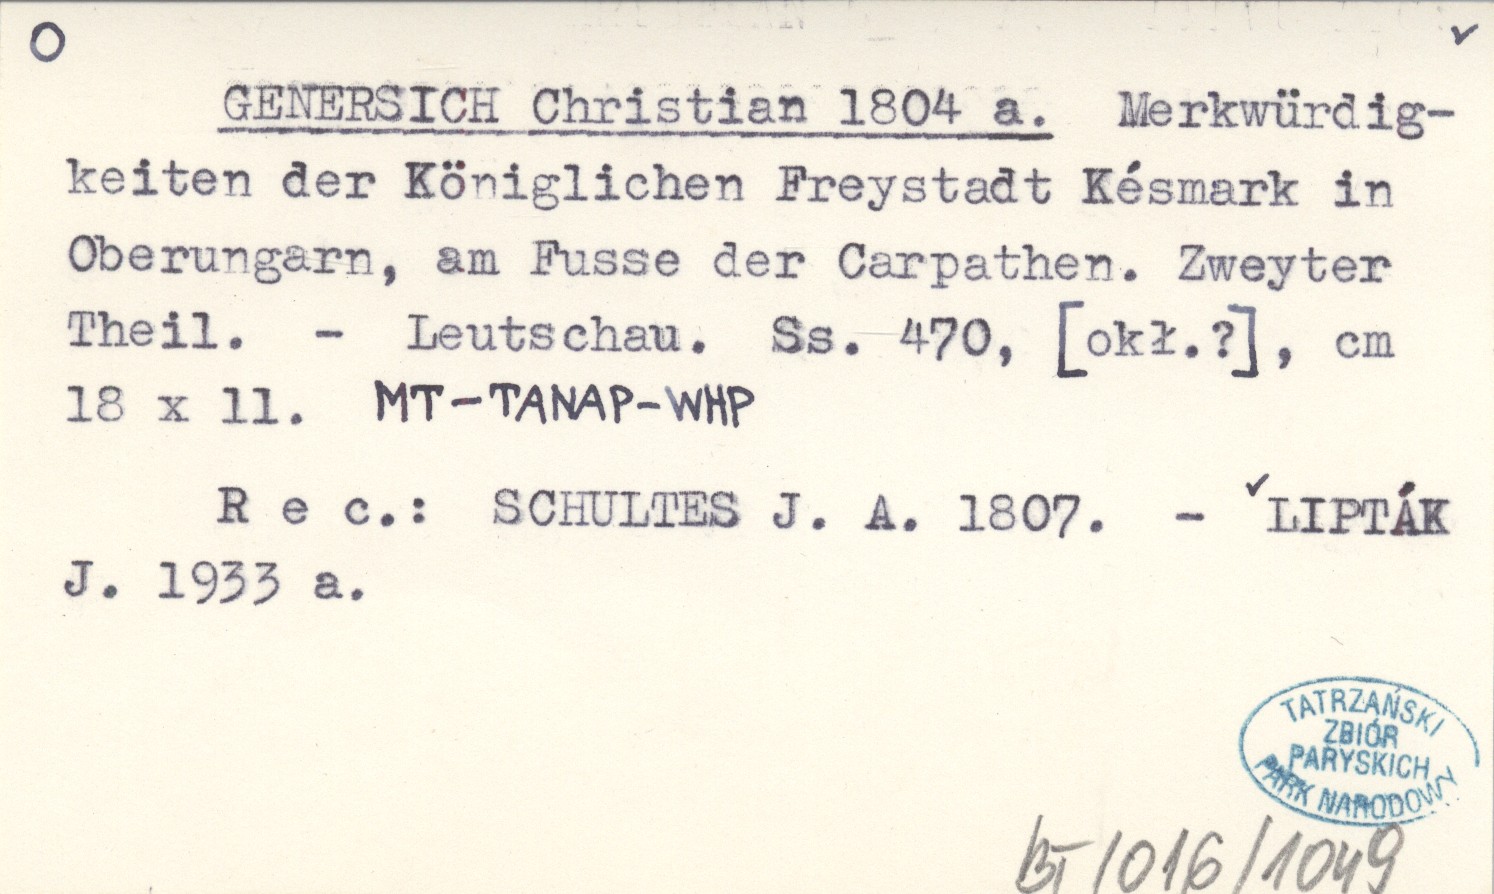 O ✓
GENERSICH Christian 1804 a. Merkwürdig-
keiten der Königlichen Freystadt Késmark in
Oberungarn, am Fusse der Carpathen. Zweyter
Theil. - Leutschau. Ss. 470, [okł.?], cm
18 x 11. MT-TANAP-WHP
R e c.: SCHULTES J. A. 1807. - ✓LIPTÁK
J. 1933 a.
TATRZAŃSKI
ZBIÓR
PARYSKICH
PARK NARODOWY
BT/016/1049